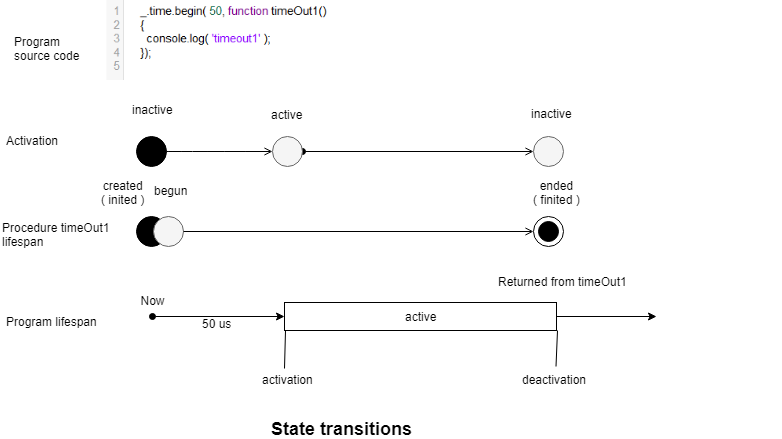 1 _.time.begin( 50, function timeOut1()
2 {
3 console.log( 'timeout1' );
4 });
5
Program
source code
inactive
active
inactive
Activation
created
( inited )
begun
ended
( finited )
Procedure timeOut1
lifespan
Returned from timeOut1
Now
50 us
active
Program lifespan
activation
deactivation
State transitions